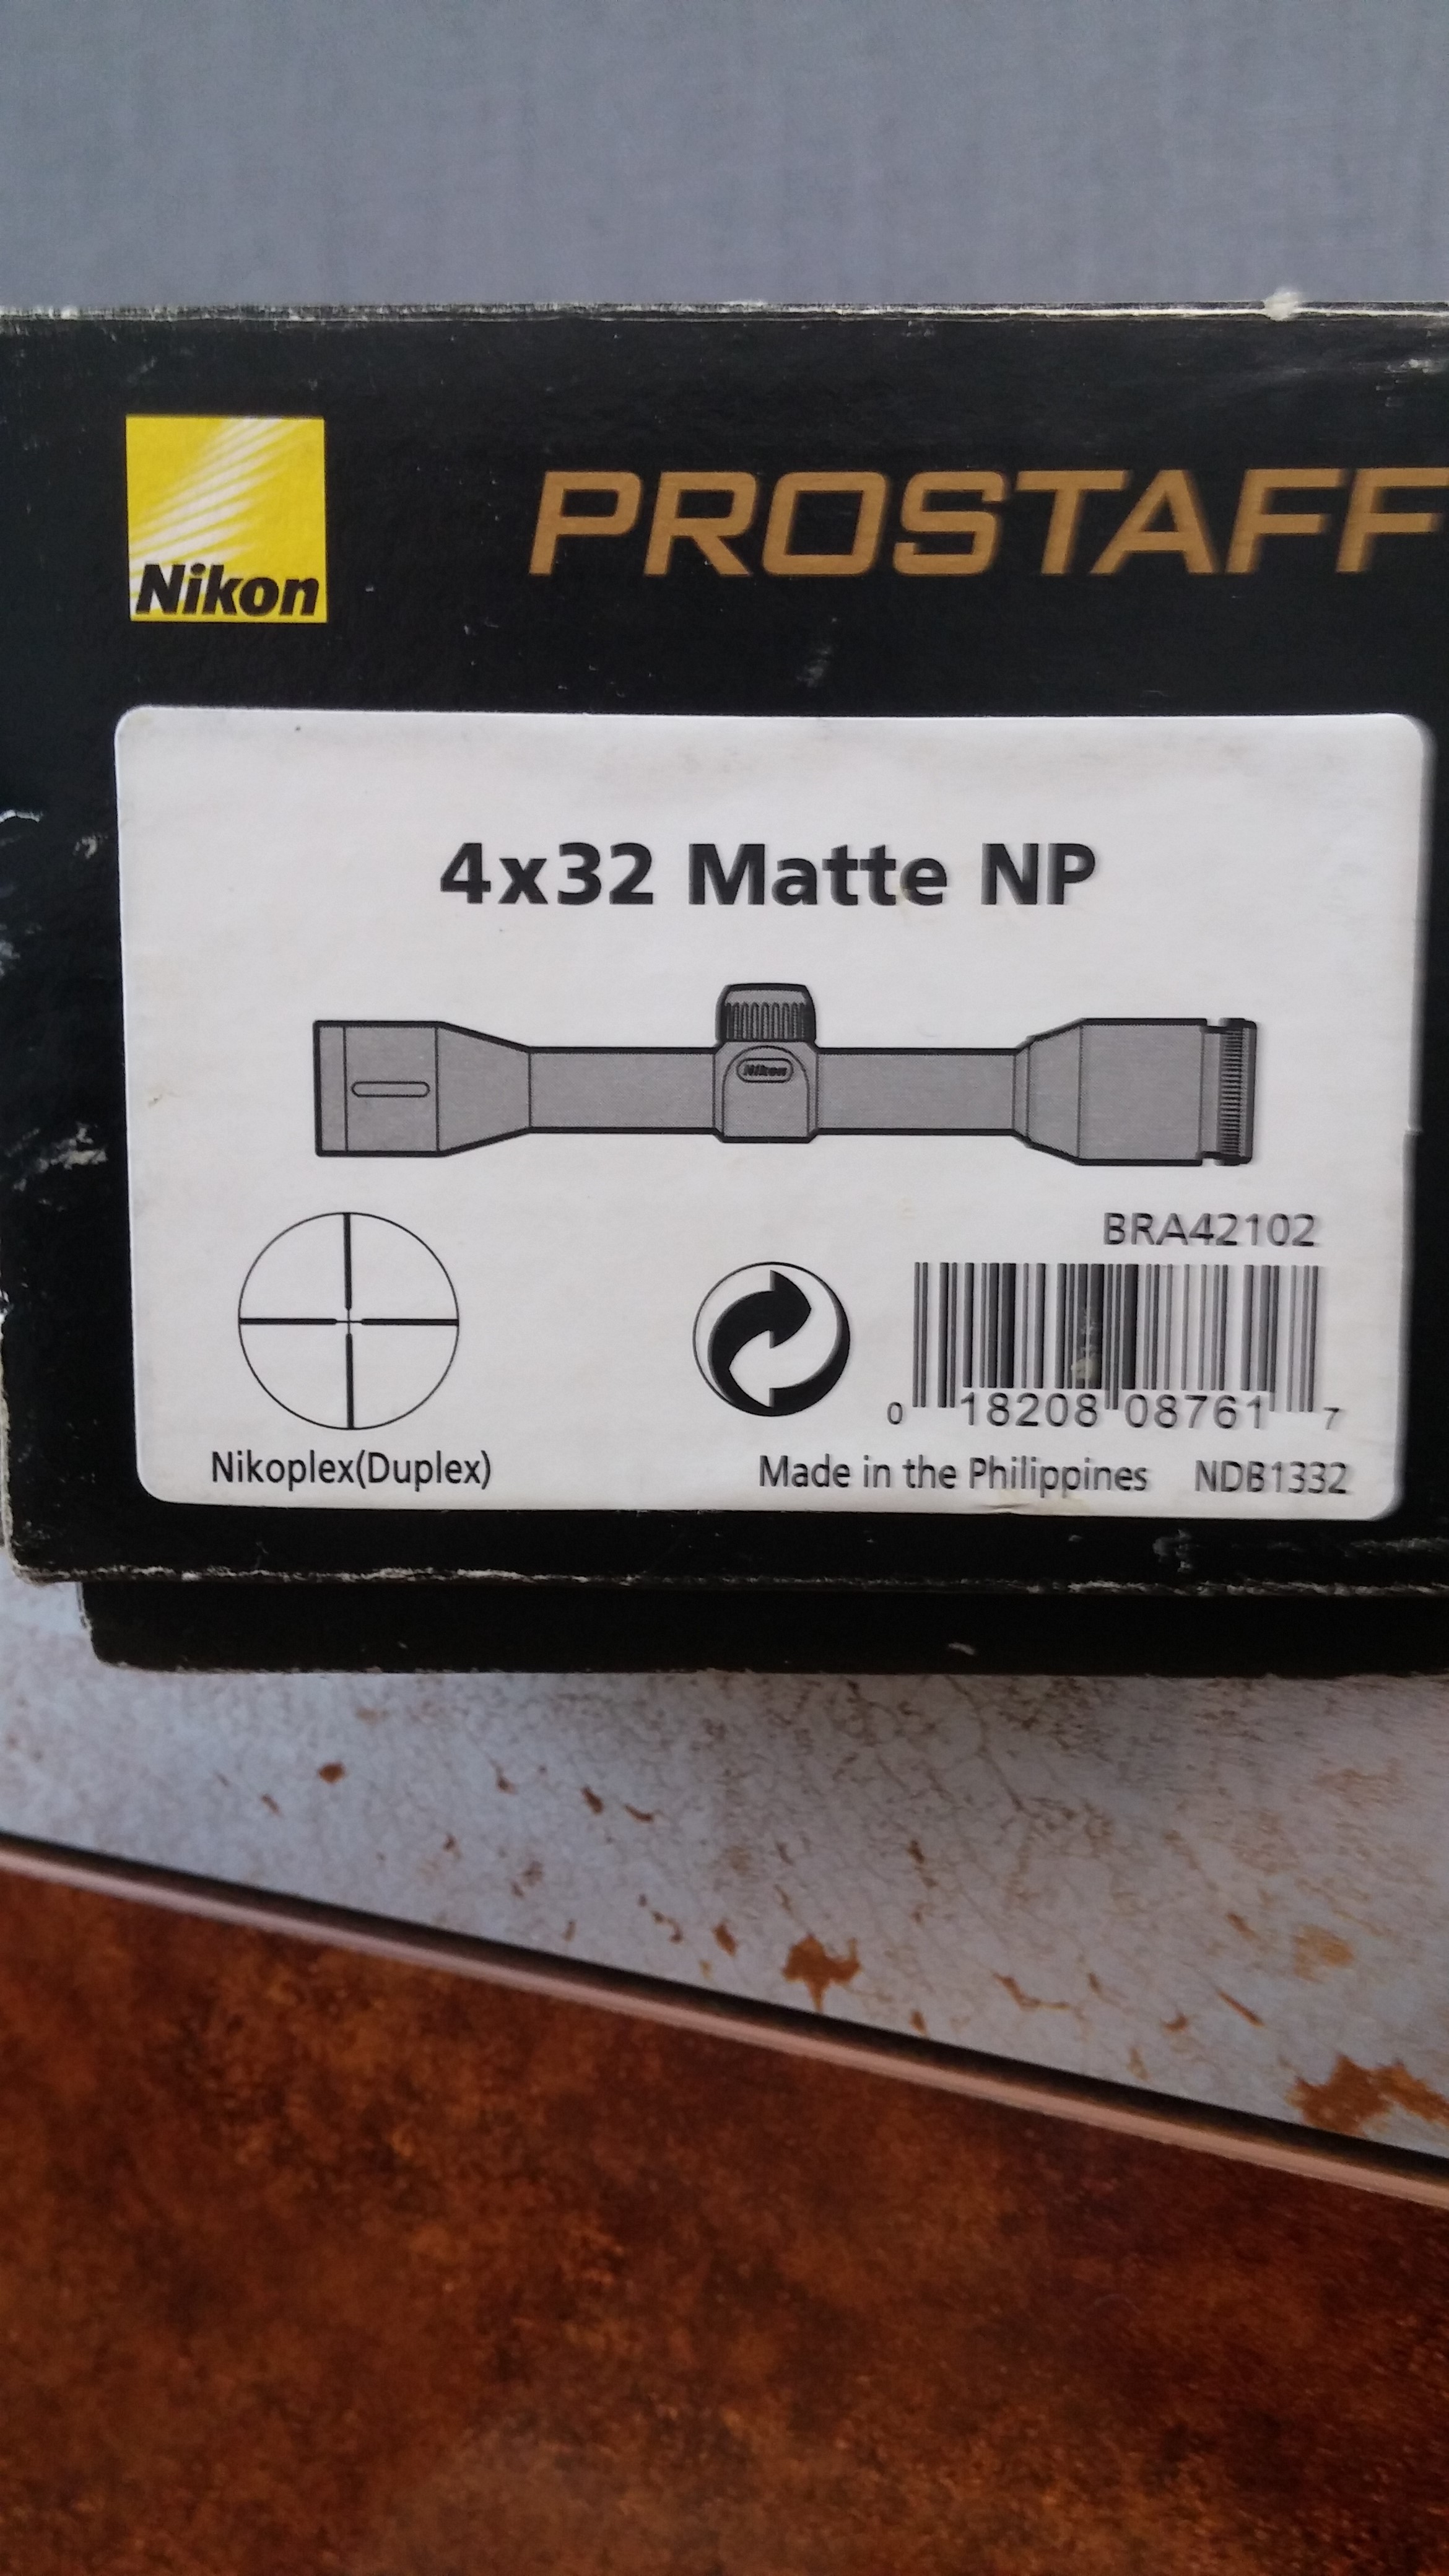 Nikon
PROSTAFF
4x32 Matte NP
Nikon
BRA42102
0 18208 08761 7
Nikoplex(Duplex)
Made in the Philippines NDB1332